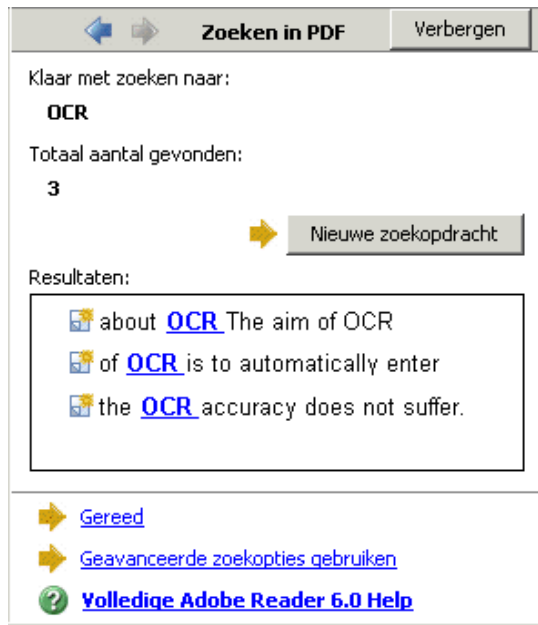 Zoeken in PDF
Verbergen
Klaar met zoeken naar:
OCR
Totaal aantal gevonden:
3
Nieuwe zoekopdracht
Resultaten:
about OCR The aim of OCR
of OCR is to automatically enter
the OCR accuracy does not suffer.
Gereed
Geavanceerde zoekopties gebruiken
Volledige Adobe Reader 6.0 Help